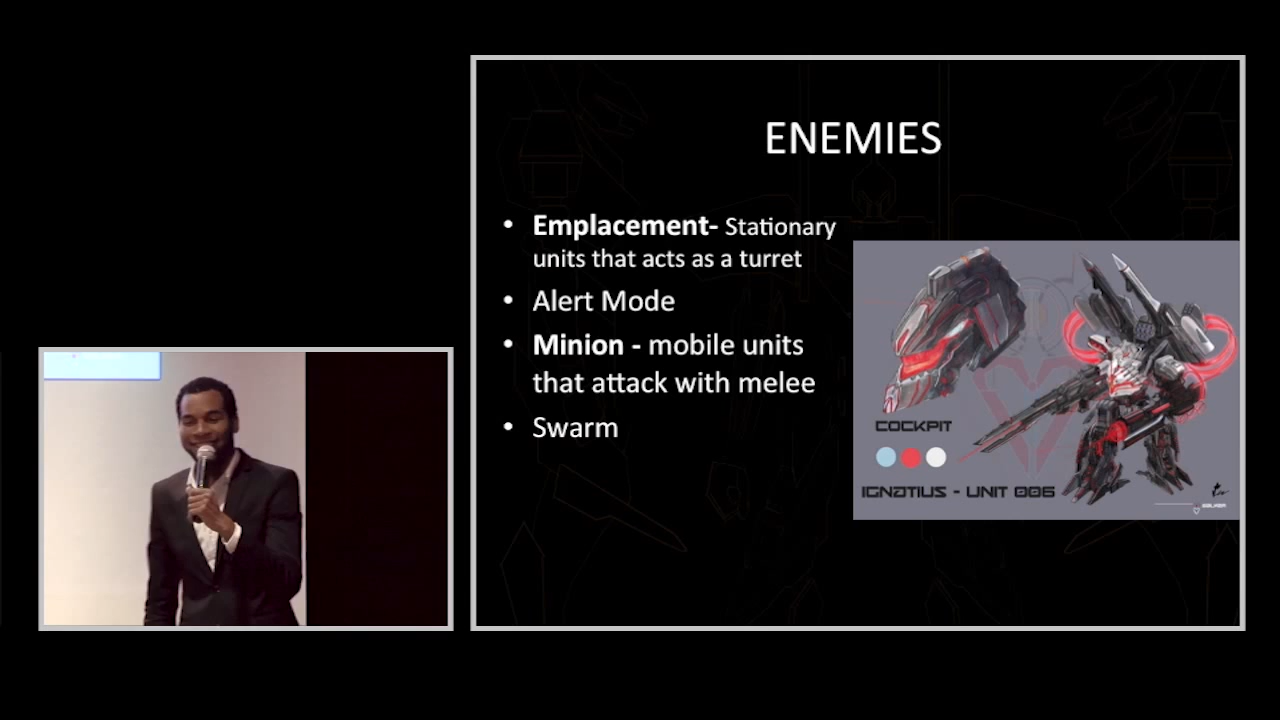 ENEMIES
• Emplacement- Stationary
units that acts as a turret
• Alert Mode
• Minion - mobile units
that attack with melee
• Swarm
COCKPIT
IGNATIUS - UNIT 006